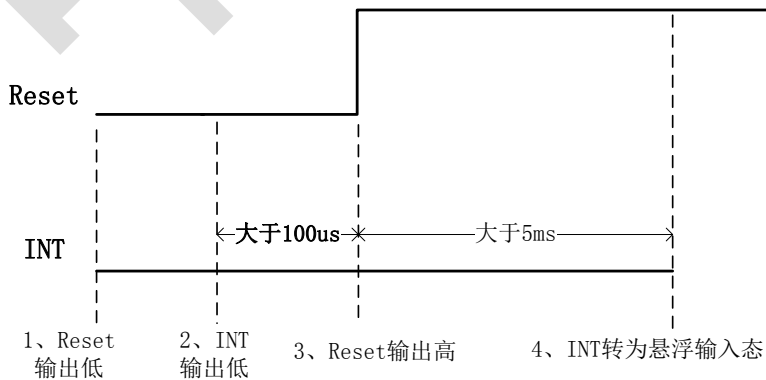 Reset
大于100us
大于5ms
INT
1、Reset
输出低
2、INT
输出低
3、Reset输出高
4、INT转为悬浮输入态